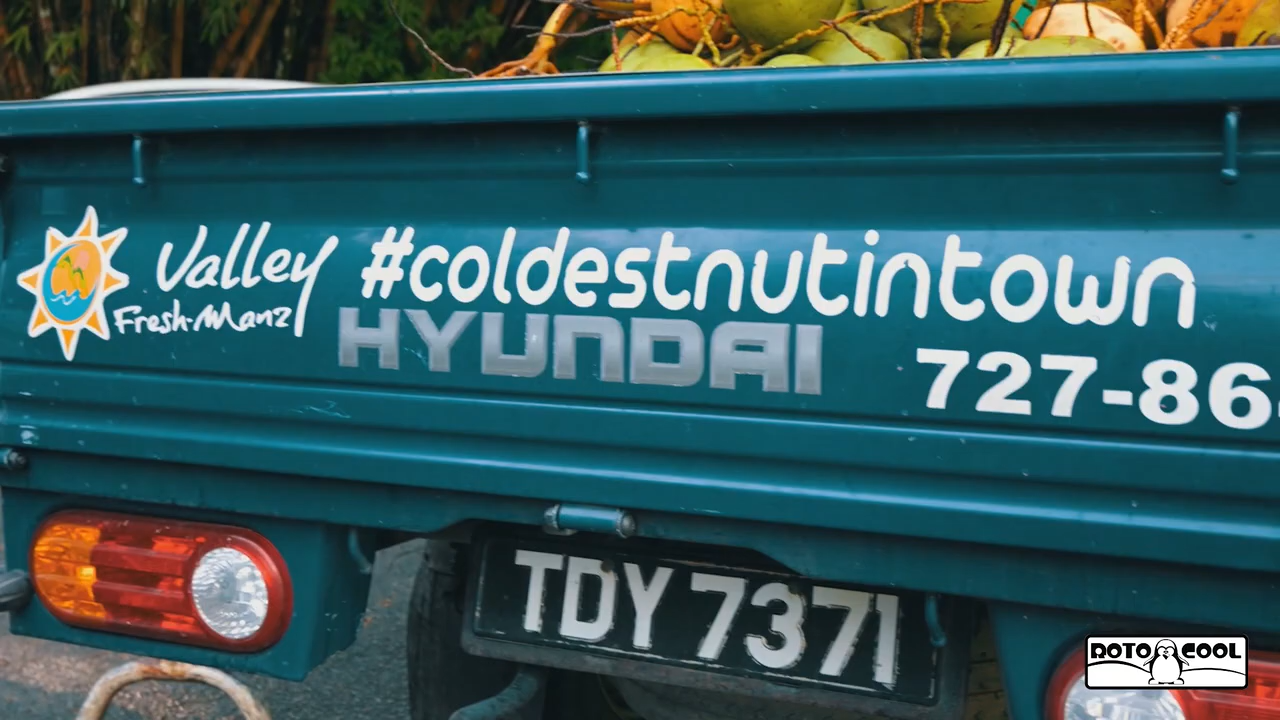 Valley
Fresh-Manz
#coldestnutintown
HYUNDAI
727-86
TDY 7371
ROTO COOL